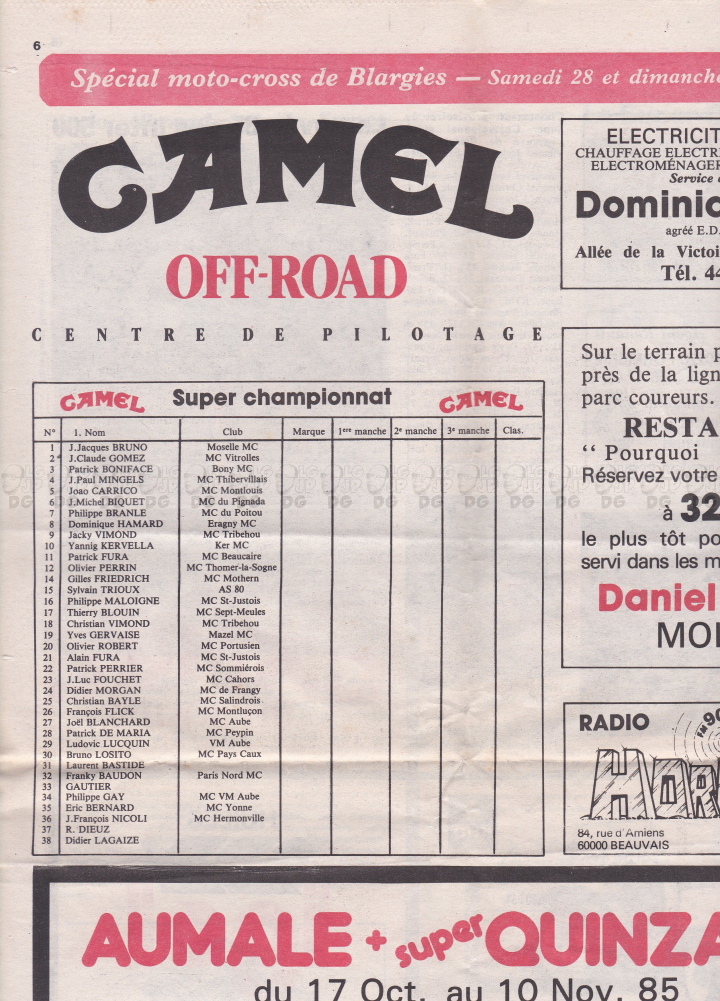 6
Spécial moto-cross de Blargies — Samedi 28 et dimanche
CAMEL
OFF-ROAD
CENTRE DE PILOTAGE
CAMEL Super championnat CAMEL
N° 1. Nom Club Marque 1ere manche 2e manche 3e manche Clas.
1 J.Jacques BRUNO Moselle MC
2 J.Claude GOMEZ MC Vitrolles
3 Patrick BONIFACE Bony MC
4 J.Paul MINGELS MC Thibervillais
5 Joao CARRICO MC Montlouis
6 J.Michel BIQUET MC du Pignada
7 Philippe BRANLE MC du Poitou
8 Dominique HAMARD Eragny MC
9 Jacky VIMOND MC Tribehou
10 Yannig KERVELLA Ker MC
11 Patrick FURA MC Beaucaire
12 Olivier PERRIN MC Thomer-la-Sogne
14 Gilles FRIEDRICH MC Mothern
15 Sylvain TRIOUX AS 80
16 Philippe MALOIGNE MC St-Justois
17 Thierry BLOUIN MC Sept-Meules
18 Christian VIMOND MC Tribehou
19 Yves GERVAISE Mazel MC
20 Olivier ROBERT MC Portusien
21 Alain FURA MC St-Justois
22 Patrick PERRIER MC Sommiérois
23 J.Luc FOUCHET MC Cahors
24 Didier MORGAN MC de Frangy
25 Christian BAYLE MC Salindrois
26 François FLICK MC Montluçon
27 Joël BLANCHARD MC Aube
28 Patrick DE MARIA MC Peypin
29 Ludovic LUCQUIN VM Aube
30 Bruno LOSITO MC Pays Caux
31 Laurent BASTIDE
32 Franky BAUDON Paris Nord MC
33 GAUTIER
34 Philippe GAY MC VM Aube
35 Eric BERNARD MC Yonne
36 J.François NICOLI MC Hermonville
37 R. DIEUZ
38 Didier LAGAIZE
ELECTRICIT
CHAUFFAGE ELECTRI
ELECTROMÉNAGER
Service
Dominic
agréé E.D.
Allée de la Victoi
Tél. 44
Sur le terrain p
près de la lign
parc coureurs.
RESTA
“ Pourquoi
Réservez votre
à 32
le plus tôt po
servi dans les m
Daniel
MOI
RADIO
FM 90
HOR
84, rue d'Amiens
60000 BEAUVAIS
AUMALE + super QUINZA
du 17 Oct. au 10 Nov. 85